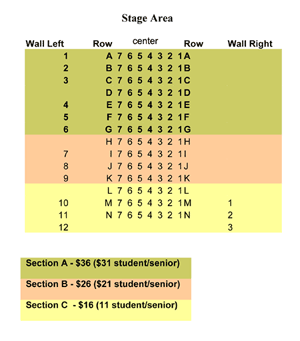 Stage Area
Wall Left Row center Row Wall Right
1 A 7 6 5 4 3 2 1 A
2 B 7 6 5 4 3 2 1 B
3 C 7 6 5 4 3 2 1 C
D 7 6 5 4 3 2 1 D
4 E 7 6 5 4 3 2 1 E
5 F 7 6 5 4 3 2 1 F
6 G 7 6 5 4 3 2 1 G
H 7 6 5 4 3 2 1 H
7 I 7 6 5 4 3 2 1 I
8 J 7 6 5 4 3 2 1 J
9 K 7 6 5 4 3 2 1 K
L 7 6 5 4 3 2 1 L
10 M 7 6 5 4 3 2 1 M 1
11 N 7 6 5 4 3 2 1 N 2
12 3
Section A - $36 ($31 student/senior)
Section B - $26 ($21 student/senior)
Section C - $16 (11 student/senior)